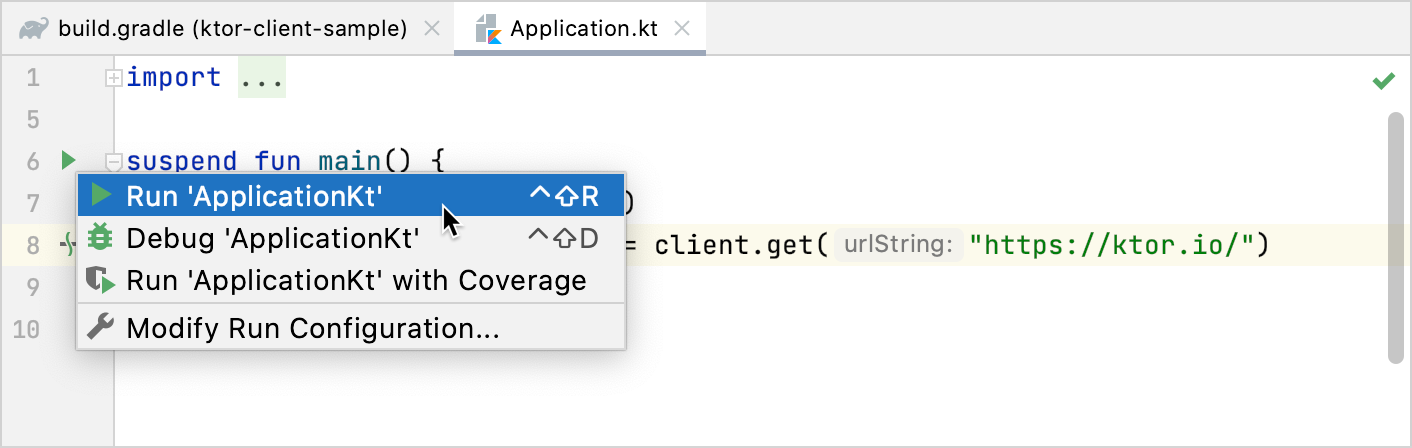 build.gradle (ktor-client-sample) Application.kt
1 import ...
5
6 suspend fun main() {
Run 'ApplicationKt' ^⇧R
7 )
Debug 'ApplicationKt' ^⇧D
8 = client.get( urlString: "https://ktor.io/")
Run 'ApplicationKt' with Coverage
9
Modify Run Configuration...
10